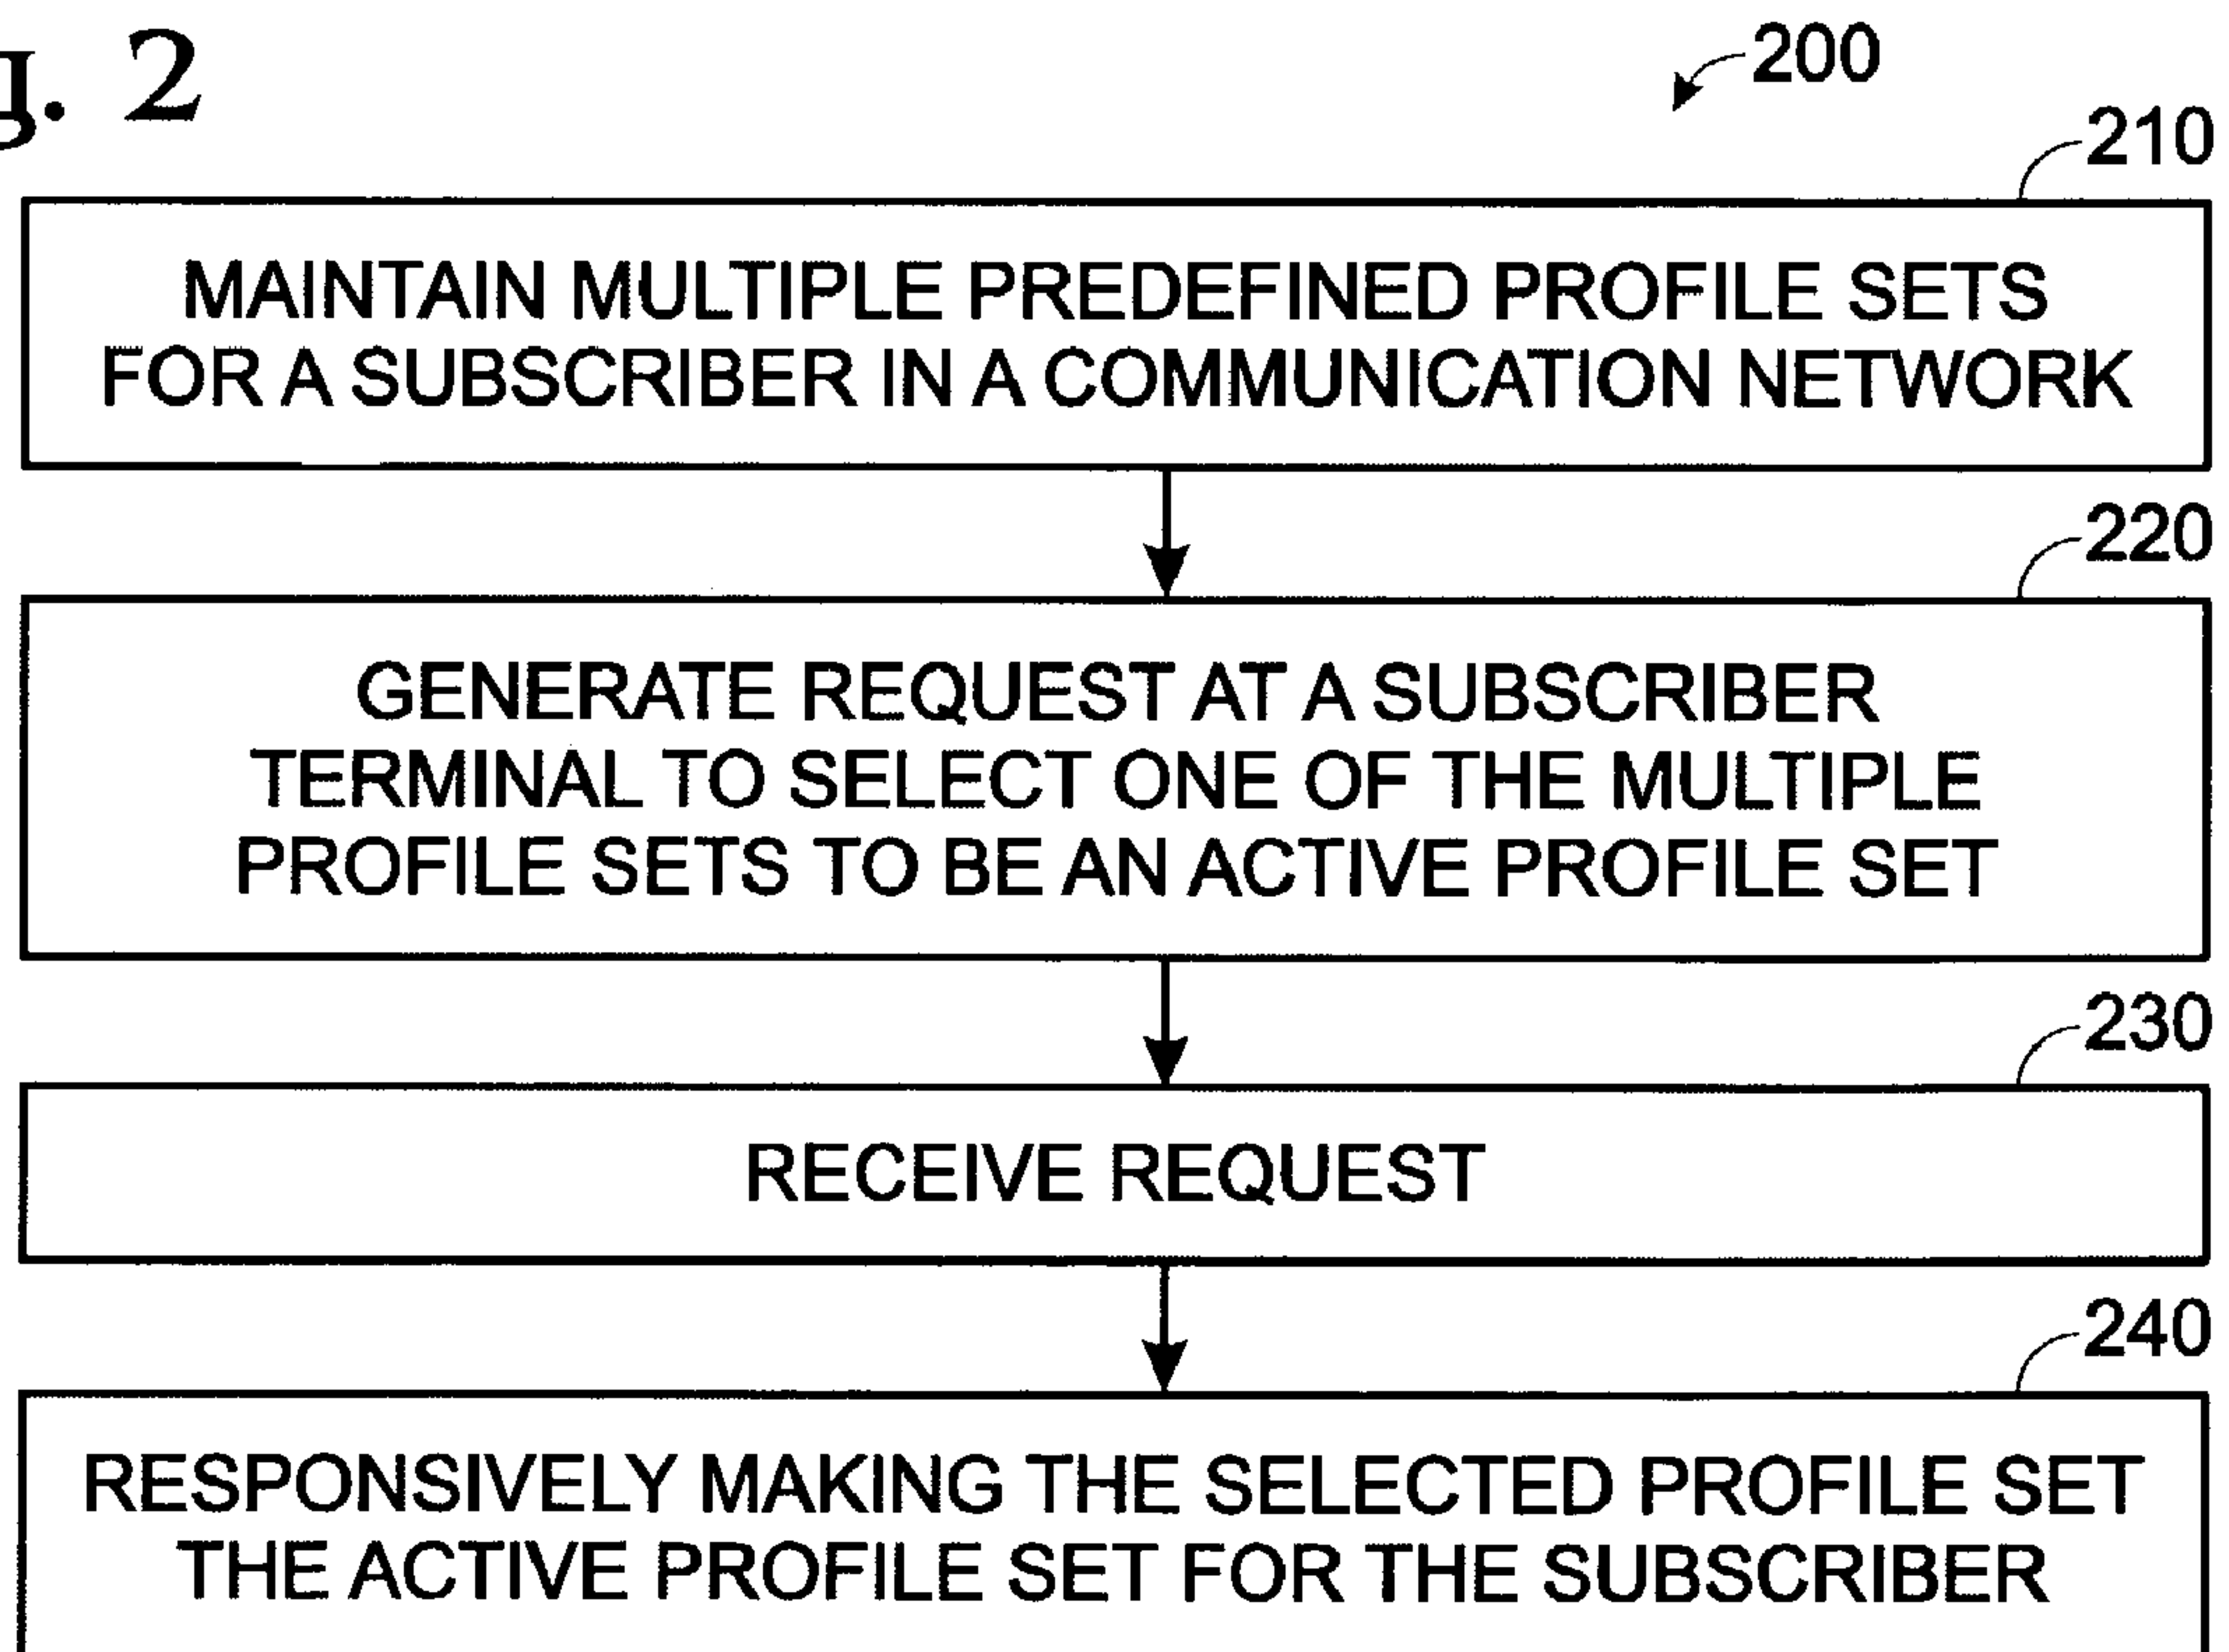 g. 2
200
210
MAINTAIN MULTIPLE PREDEFINED PROFILE SETS
FOR A SUBSCRIBER IN A COMMUNICATION NETWORK
220
GENERATE REQUEST AT A SUBSCRIBER
TERMINAL TO SELECT ONE OF THE MULTIPLE
PROFILE SETS TO BE AN ACTIVE PROFILE SET
230
RECEIVE REQUEST
240
RESPONSIVELY MAKING THE SELECTED PROFILE SET
THE ACTIVE PROFILE SET FOR THE SUBSCRIBER